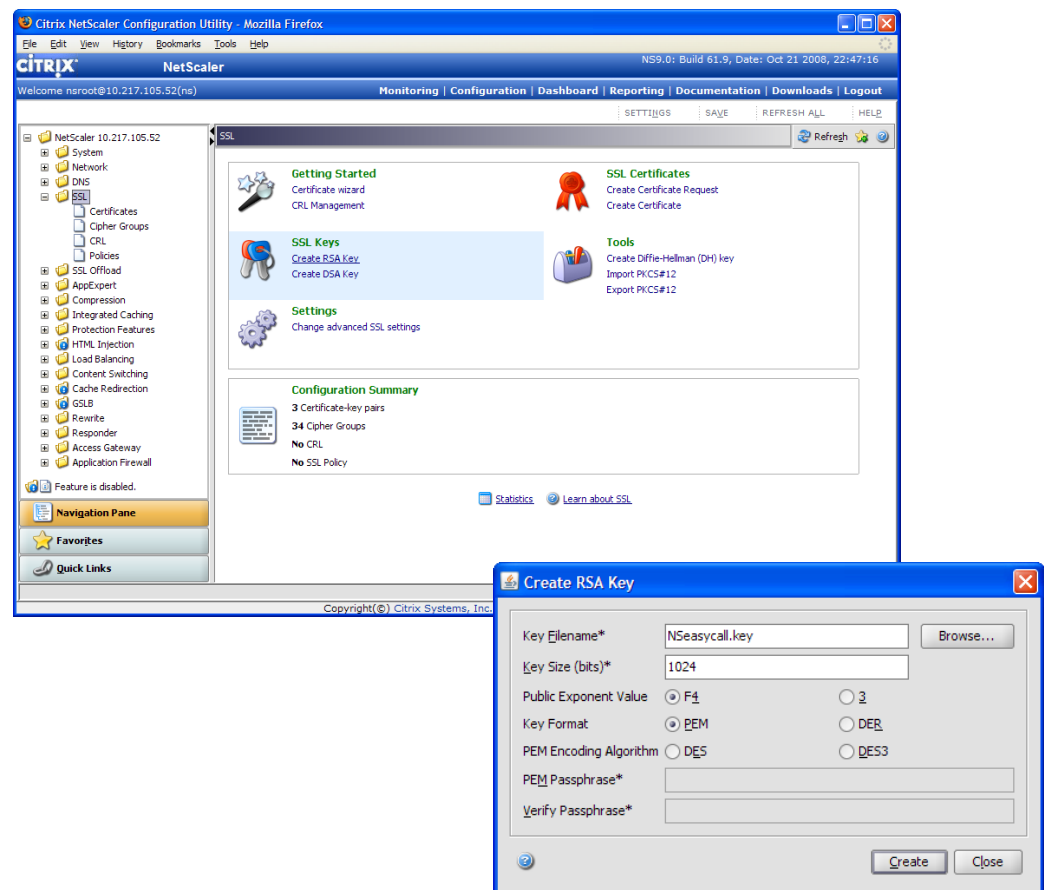 Citrix NetScaler Configuration Utility - Mozilla Firefox
File Edit View History Bookmarks Tools Help
CİTRIX NetScaler NS9.0: Build 61.9, Date: Oct 21 2008, 22:47:16
Welcome nsroot@10.217.105.52(ns) Monitoring | Configuration | Dashboard | Reporting | Documentation | Downloads | Logout
SETTINGS SAVE REFRESH ALL HELP
NetScaler 10.217.105.52
System
Network
DNS
SSL
Certificates
Cipher Groups
CRL
Policies
SSL Offload
AppExpert
Compression
Integrated Caching
Protection Features
HTML Injection
Load Balancing
Content Switching
Cache Redirection
GSLB
Rewrite
Responder
Access Gateway
Application Firewall
Feature is disabled.
Navigation Pane
Favorites
Quick Links
SSL Refresh
Getting Started
Certificate wizard
CRL Management
SSL Certificates
Create Certificate Request
Create Certificate
SSL Keys
Create RSA Key
Create DSA Key
Tools
Create Diffie-Hellman (DH) key
Import PKCS#12
Export PKCS#12
Settings
Change advanced SSL settings
Configuration Summary
3 Certificate-key pairs
34 Cipher Groups
No CRL
No SSL Policy
Statistics Learn about SSL
Copyright(©) Citrix Systems, Inc.
Create RSA Key
Key Filename* NSeasycall.key Browse...
Key Size (bits)* 1024
Public Exponent Value F4 3
Key Format PEM DER
PEM Encoding Algorithm DES DES3
PEM Passphrase*
Verify Passphrase*
Create Close